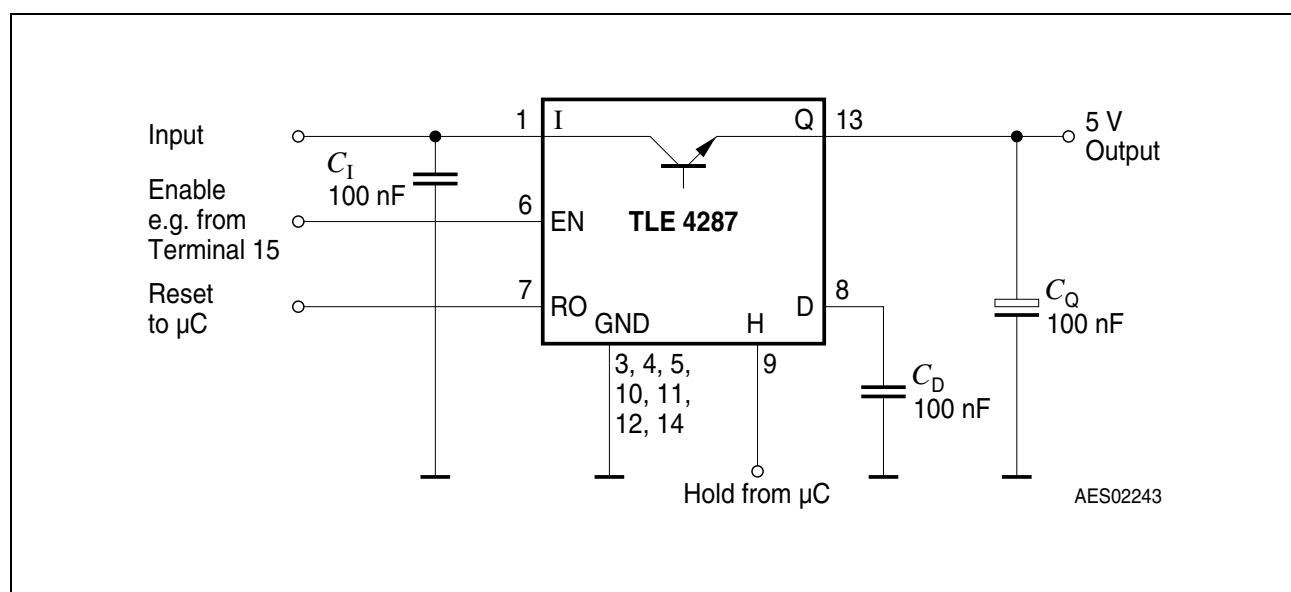 Input
Enable
e.g. from
Terminal 15
Reset
to µC
C_I
100 nF
1
I
6
EN
7
RO
TLE 4287
GND
3, 4, 5,
10, 11,
12, 14
H
9
Hold from µC
Q
13
D
8
C_D
100 nF
C_Q
100 nF
5 V
Output
AES02243